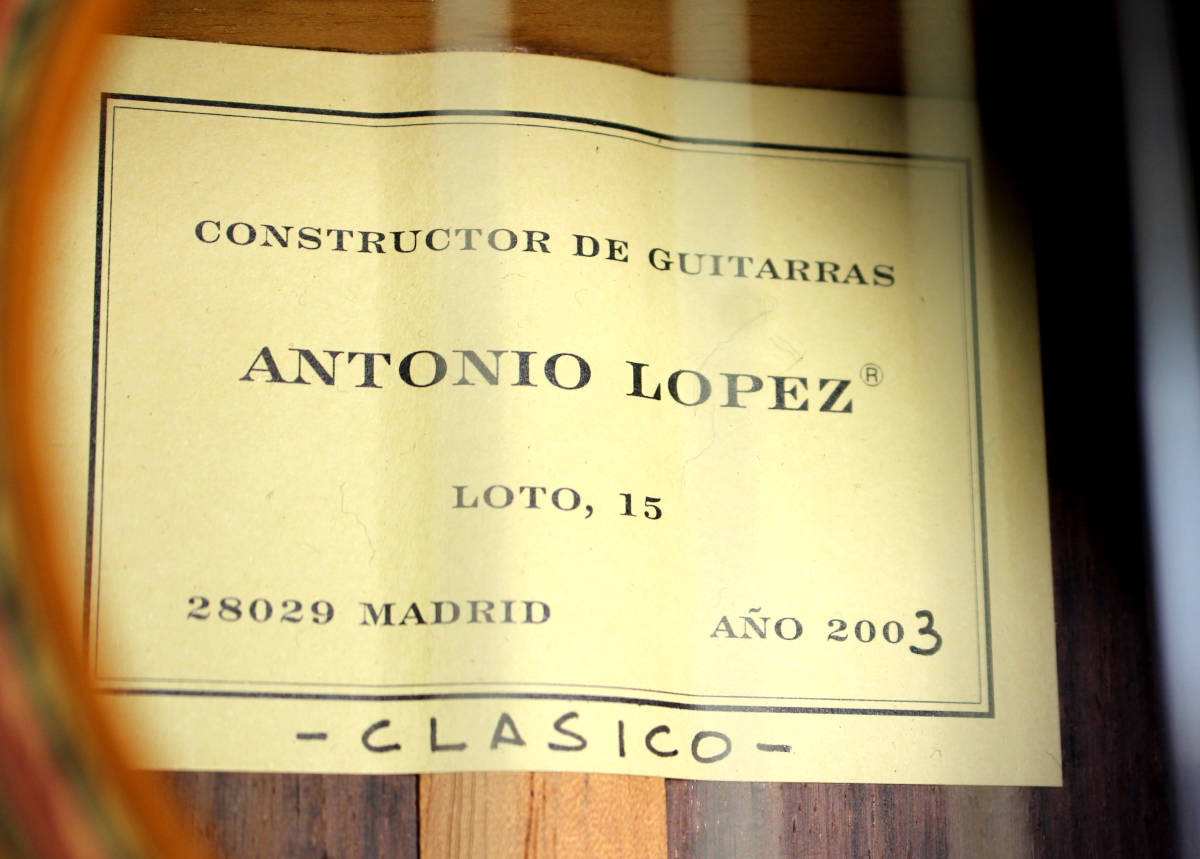 CONSTRUCTOR DE GUITARRAS
ANTONIO LOPEZ®
LOTO, 15
28029 MADRID AÑO 2003
- CLASICO -